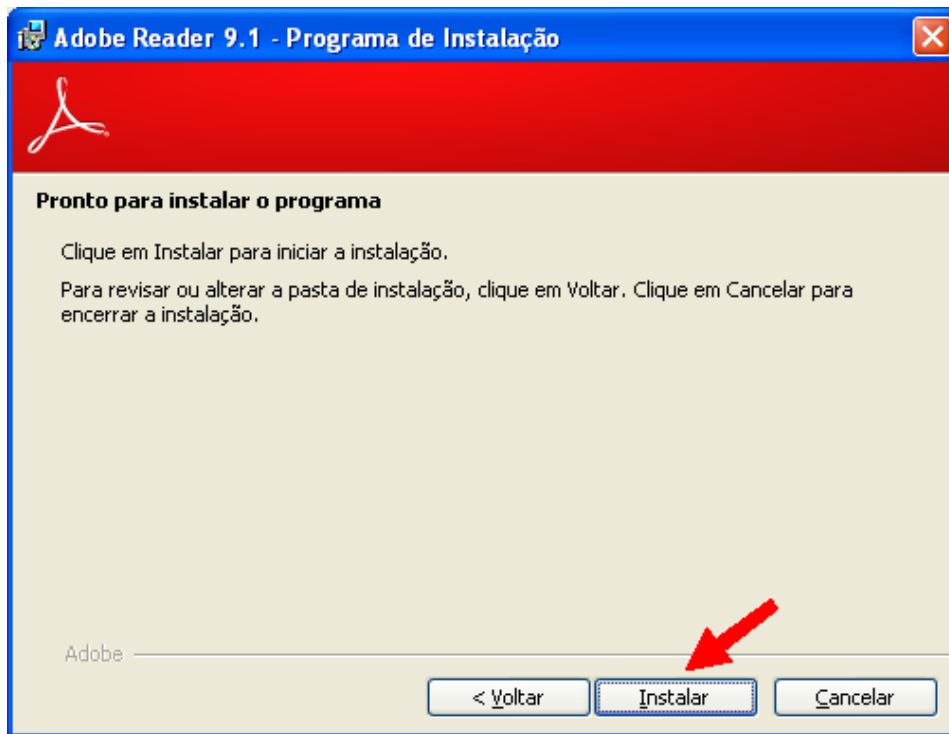 Adobe Reader 9.1 - Programa de Instalação
Pronto para instalar o programa
Clique em Instalar para iniciar a instalação.
Para revisar ou alterar a pasta de instalação, clique em Voltar. Clique em Cancelar para
encerrar a instalação.
Adobe
< Voltar Instalar Cancelar